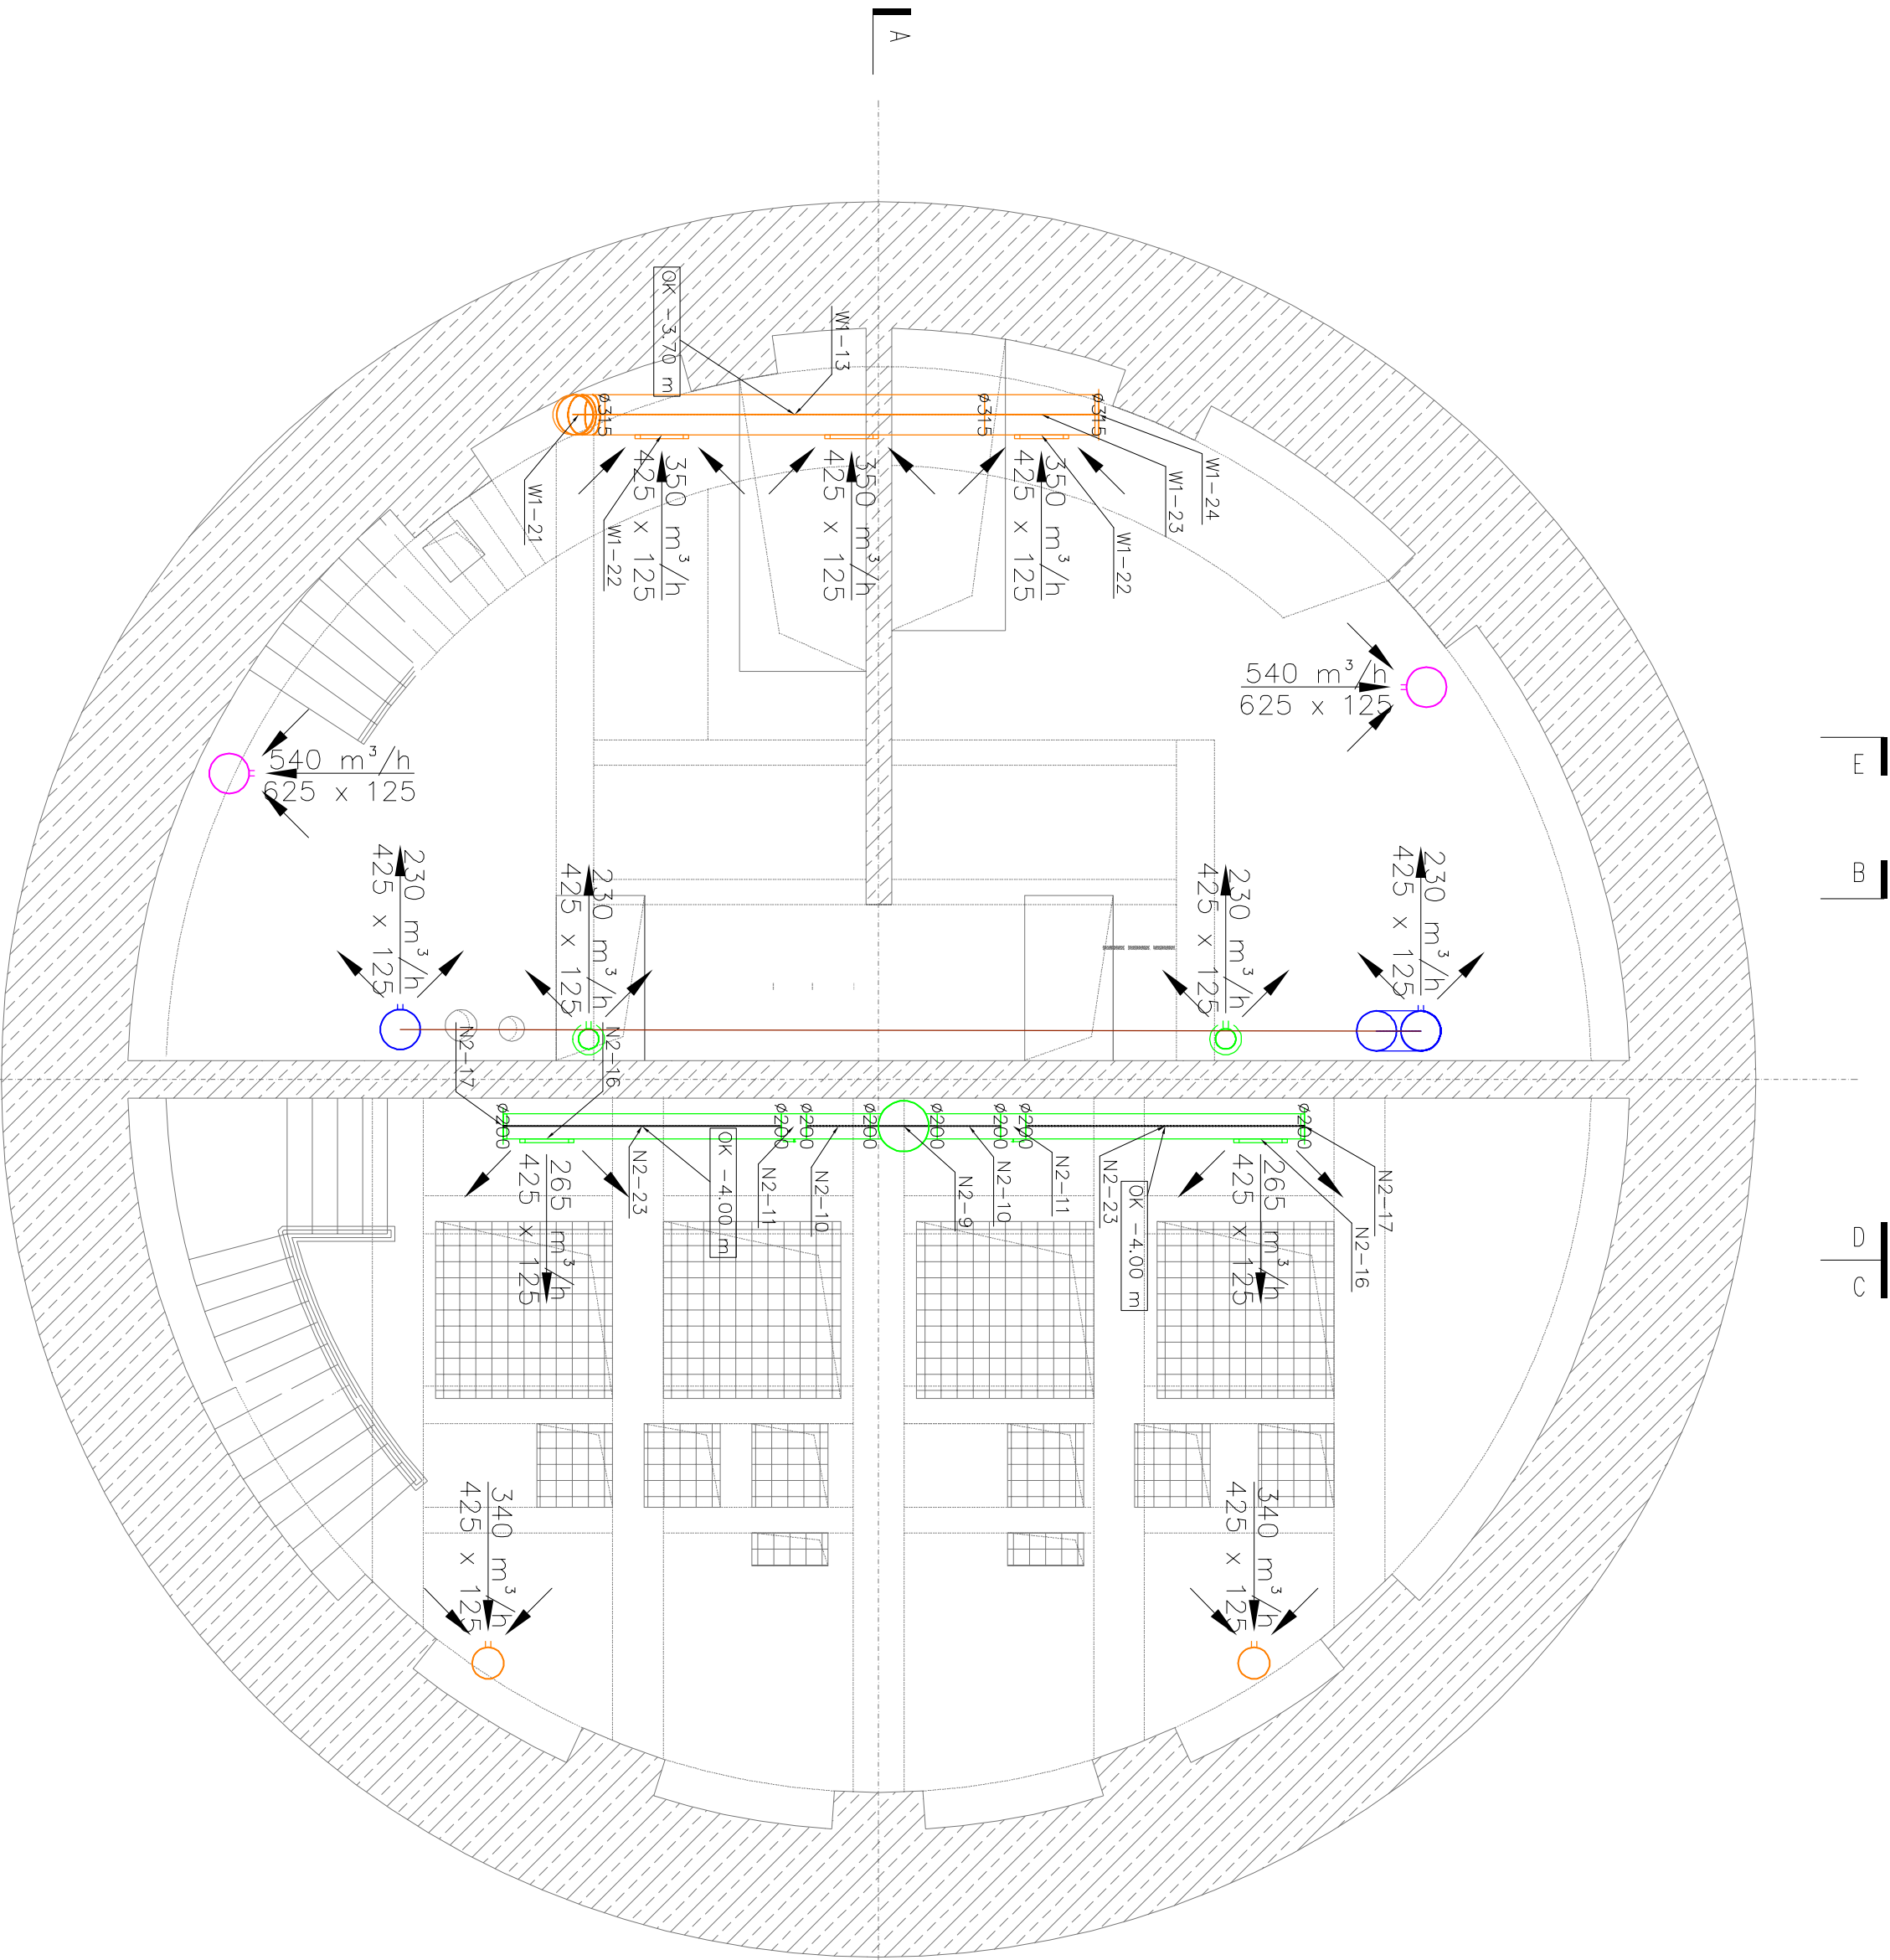 A
OK -3.70 m
W1-13
ø315
ø315
ø315
W1-24
W1-23
W1-22
W1-21
W1-22
350 m³/h
425 x 125
350 m³/h
425 x 125
350 m³/h
425 x 125
540 m³/h
625 x 125
540 m³/h
625 x 125
E
B
230 m³/h
425 x 125
230 m³/h
425 x 125
230 m³/h
425 x 125
230 m³/h
425 x 125
N2-17
N2-16
ø200
ø200
ø200
ø200
ø200
ø200
ø200
ø200
N2-23
OK -4.00 m
N2-11
N2-10
N2-9
N2-10
N2-11
N2-23
OK -4.00 m
N2-16
N2-17
265 m³/h
425 x 125
265 m³/h
425 x 125
D
C
340 m³/h
425 x 125
340 m³/h
425 x 125